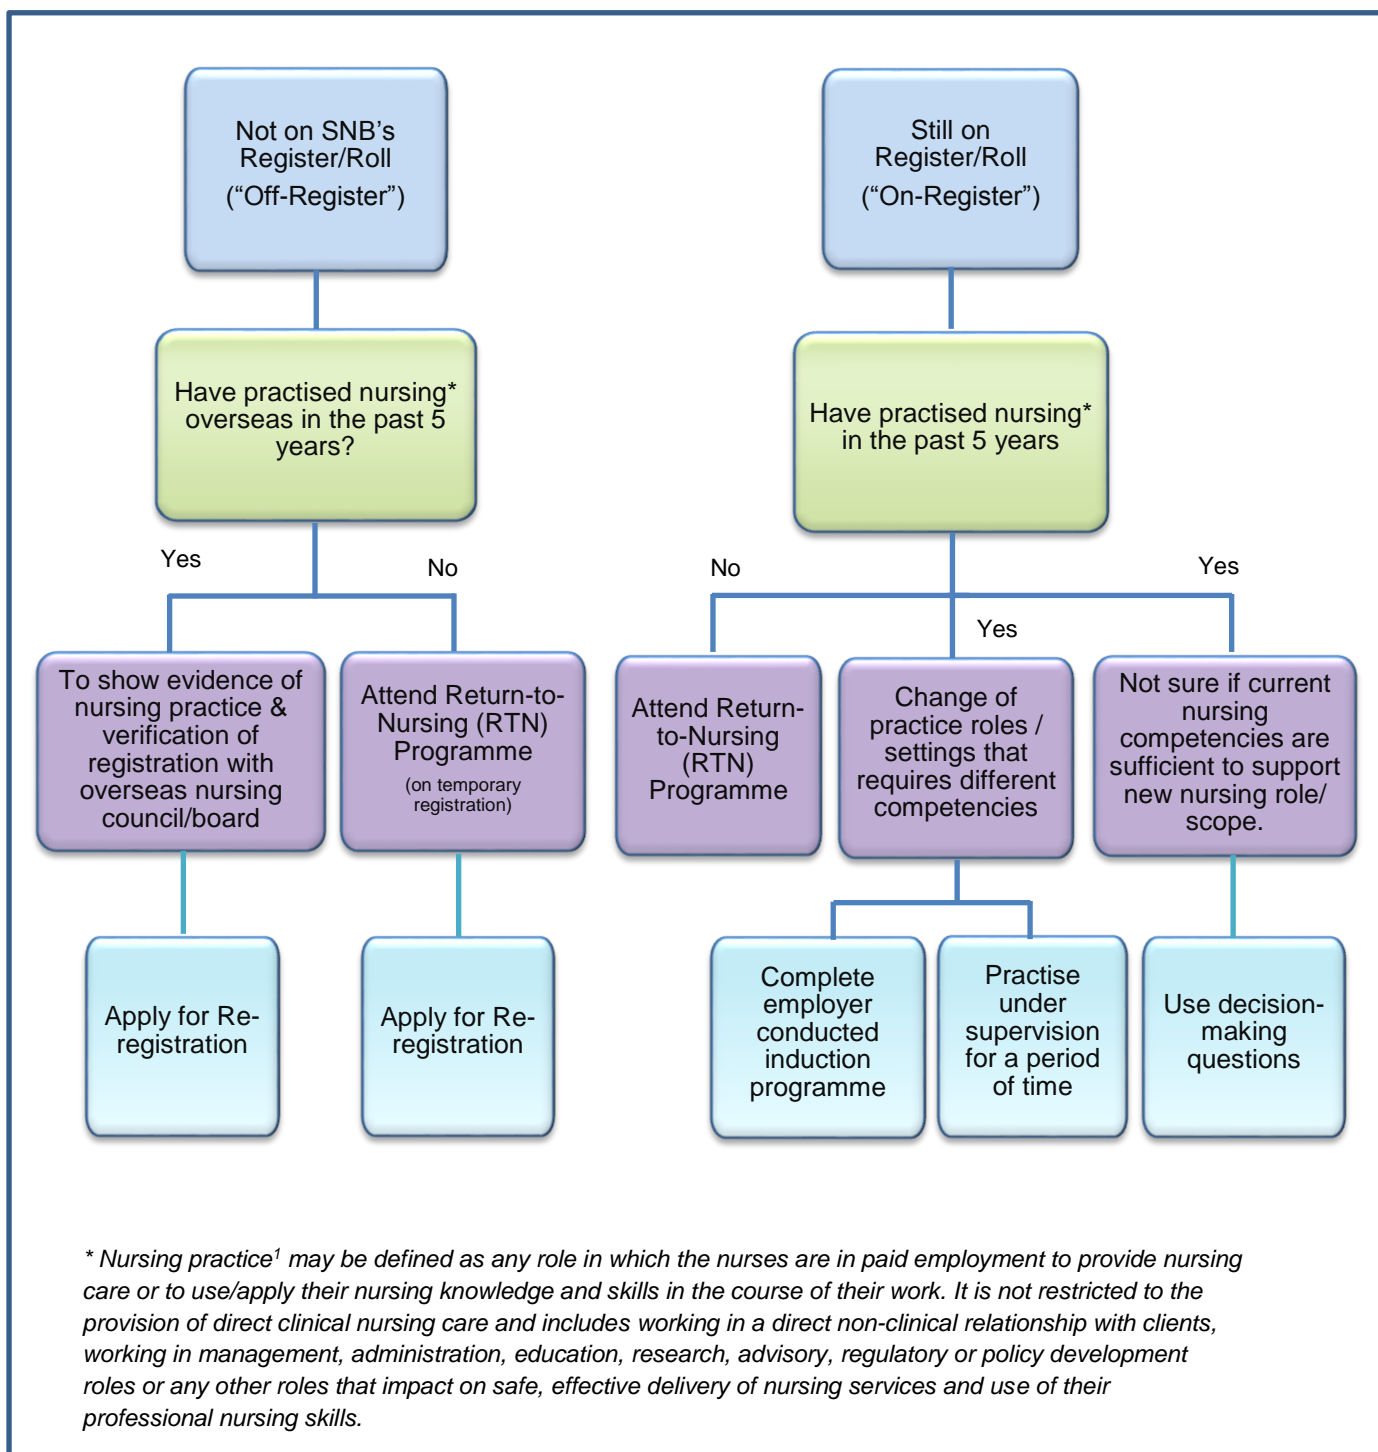 Not on SNB’s
Register/Roll
(“Off-Register”)
Still on
Register/Roll
(“On-Register”)
Have practised nursing*
overseas in the past 5
years?
Have practised nursing*
in the past 5 years
Yes
No
No
Yes
Yes
To show evidence of
nursing practice &
verification of
registration with
overseas nursing
council/board
Attend Return-to-
Nursing (RTN)
Programme
(on temporary
registration)
Attend Return-
to-Nursing
(RTN)
Programme
Change of
practice roles /
settings that
requires different
competencies
Not sure if current
nursing
competencies are
sufficient to support
new nursing role/
scope.
Apply for Re-
registration
Apply for Re-
registration
Complete
employer
conducted
induction
programme
Practise
under
supervision
for a period
of time
Use decision-
making
questions
* Nursing practice¹ may be defined as any role in which the nurses are in paid employment to provide nursing
care or to use/apply their nursing knowledge and skills in the course of their work. It is not restricted to the
provision of direct clinical nursing care and includes working in a direct non-clinical relationship with clients,
working in management, administration, education, research, advisory, regulatory or policy development
roles or any other roles that impact on safe, effective delivery of nursing services and use of their
professional nursing skills.